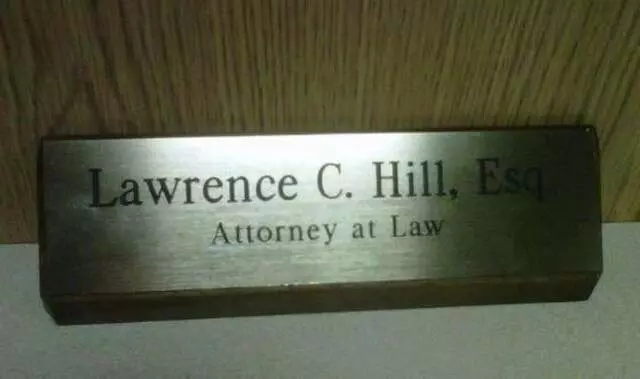 Lawrence C. Hill, Esq.
Attorney at Law